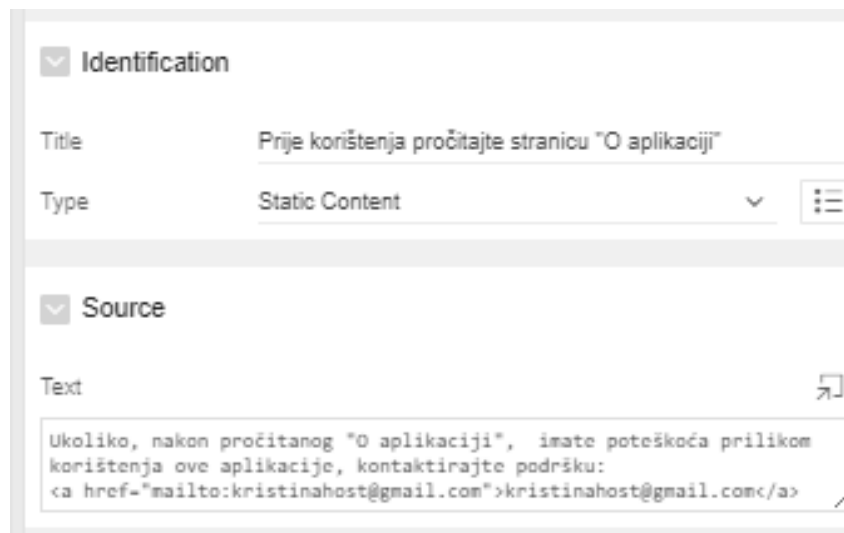 Identification
Title Prije korištenja pročitajte stranicu "O aplikaciji"
Type Static Content
Source
Text
Ukoliko, nakon pročitanog "O aplikaciji",  imate poteškoća prilikom
korištenja ove aplikacije, kontaktirajte podršku:
<a href="mailto:kristinahost@gmail.com">kristinahost@gmail.com</a>